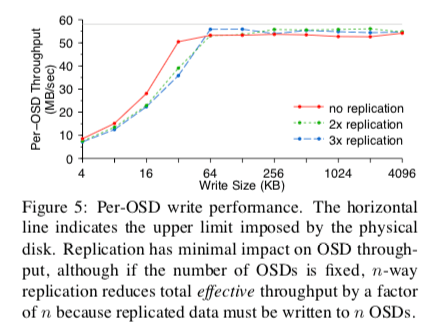 60
50
40
30
20
10
0
Per−OSD Throughput
(MB/sec)
no replication
2x replication
3x replication
4 16 64 256 1024 4096
Write Size (KB)
Figure 5: Per-OSD write performance. The horizontal
line indicates the upper limit imposed by the physical
disk. Replication has minimal impact on OSD through-
put, although if the number of OSDs is fixed, n-way
replication reduces total effective throughput by a factor
of n because replicated data must be written to n OSDs.